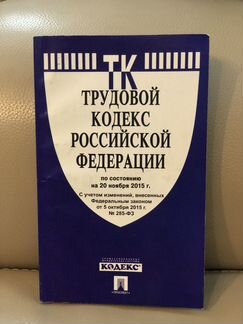 ТК
ТРУДОВОЙ
КОДЕКС
РОССИЙСКОЙ
ФЕДЕРАЦИИ
по состоянию
на 20 ноября 2015 г.
С учетом изменений, внесенных
Федеральным законом
от 5 октября 2015 г.
№ 285-ФЗ
КОДЕКС